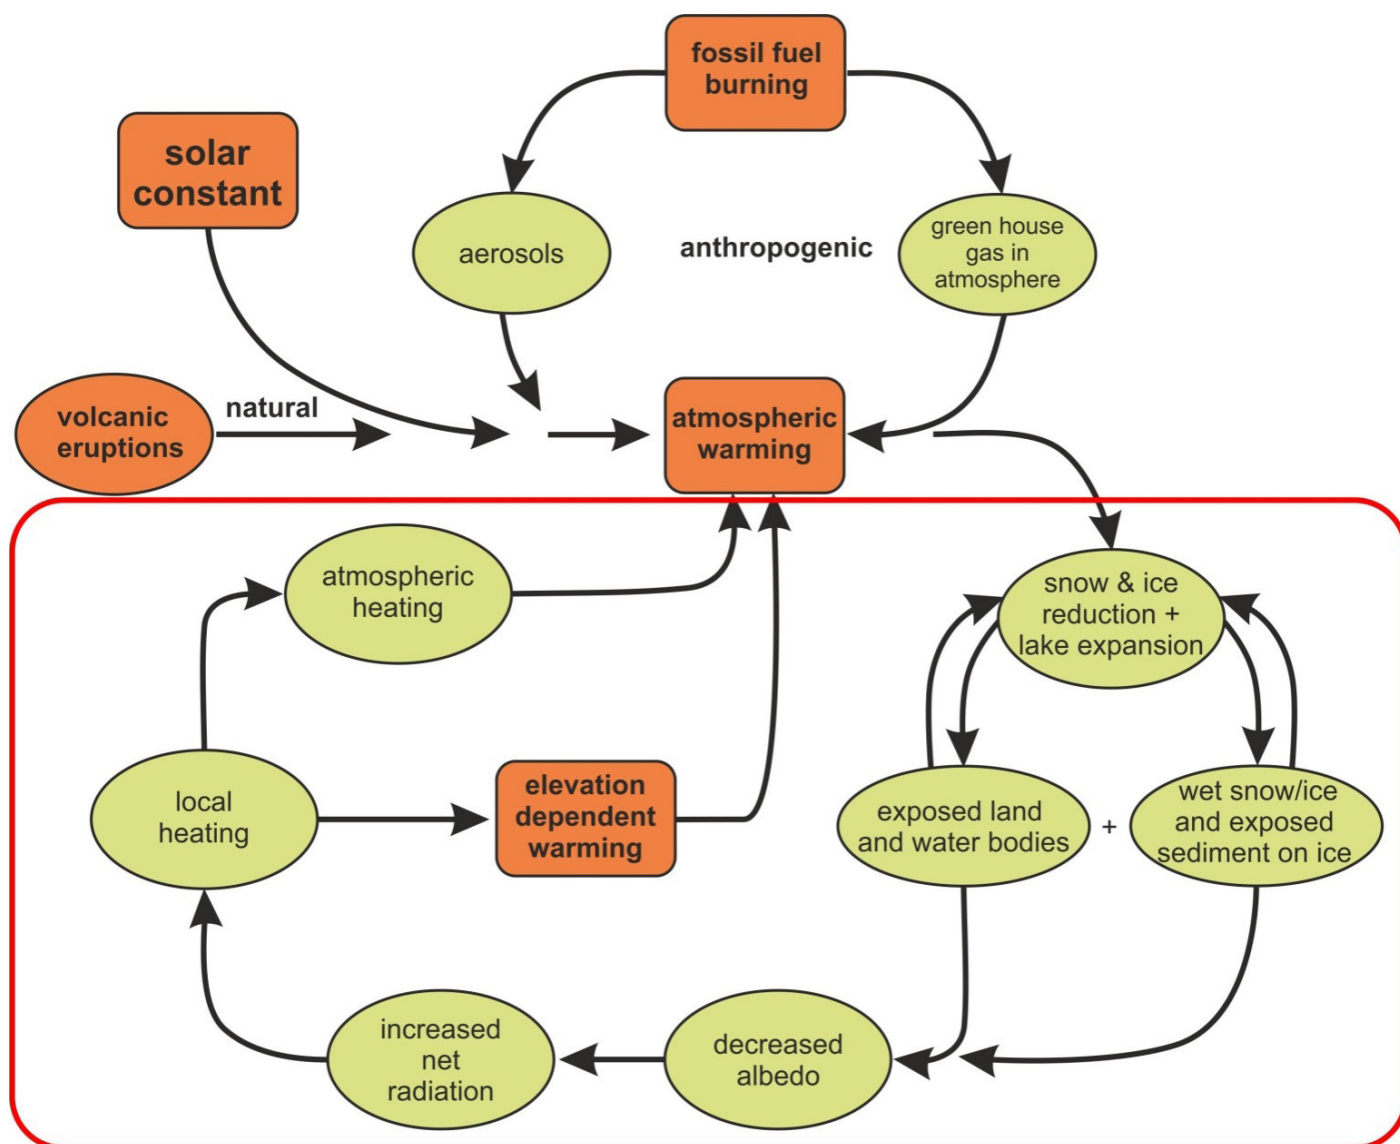 fossil fuel
burning
solar
constant
aerosols
anthropogenic
green house
gas in
atmosphere
volcanic
eruptions
natural
atmospheric
warming
atmospheric
heating
snow & ice
reduction +
lake expansion
local
heating
elevation
dependent
warming
exposed land
and water bodies
+
wet snow/ice
and exposed
sediment on ice
increased
net
radiation
decreased
albedo